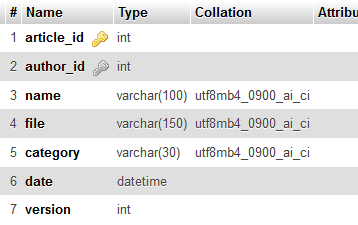 # Name Type Collation Attribu
1 article_id int
2 author_id int
3 name varchar(100) utf8mb4_0900_ai_ci
4 file varchar(150) utf8mb4_0900_ai_ci
5 category varchar(30) utf8mb4_0900_ai_ci
6 date datetime
7 version int